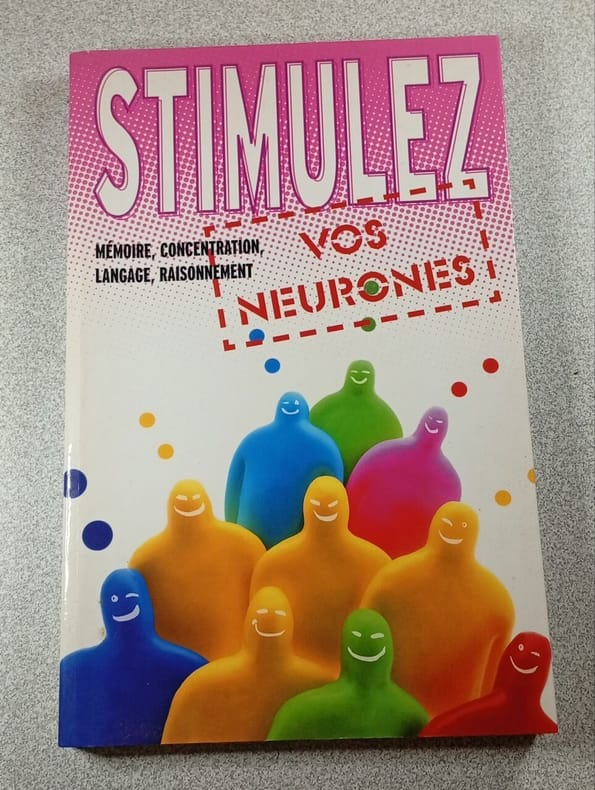 STIMULEZ
VOS
NEURONES
MÉMOIRE, CONCENTRATION,
LANGAGE, RAISONNEMENT